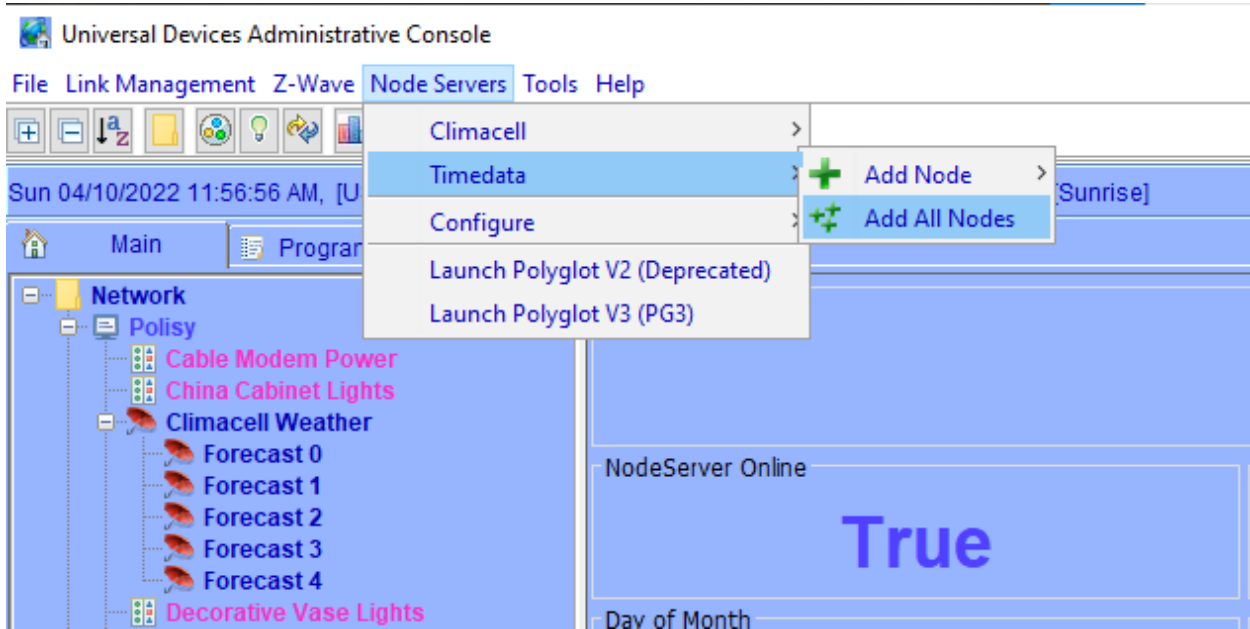 Universal Devices Administrative Console
File Link Management Z-Wave Node Servers Tools Help
a
z
Climacell
Timedata
Configure
Launch Polyglot V2 (Deprecated)
Launch Polyglot V3 (PG3)
Add Node
Add All Nodes
Sun 04/10/2022 11:56:56 AM, [U
Sunrise]
Main
Prograr
Network
Polisy
Cable Modem Power
China Cabinet Lights
Climacell Weather
Forecast 0
Forecast 1
Forecast 2
Forecast 3
Forecast 4
Decorative Vase Lights
NodeServer Online
True
Day of Month